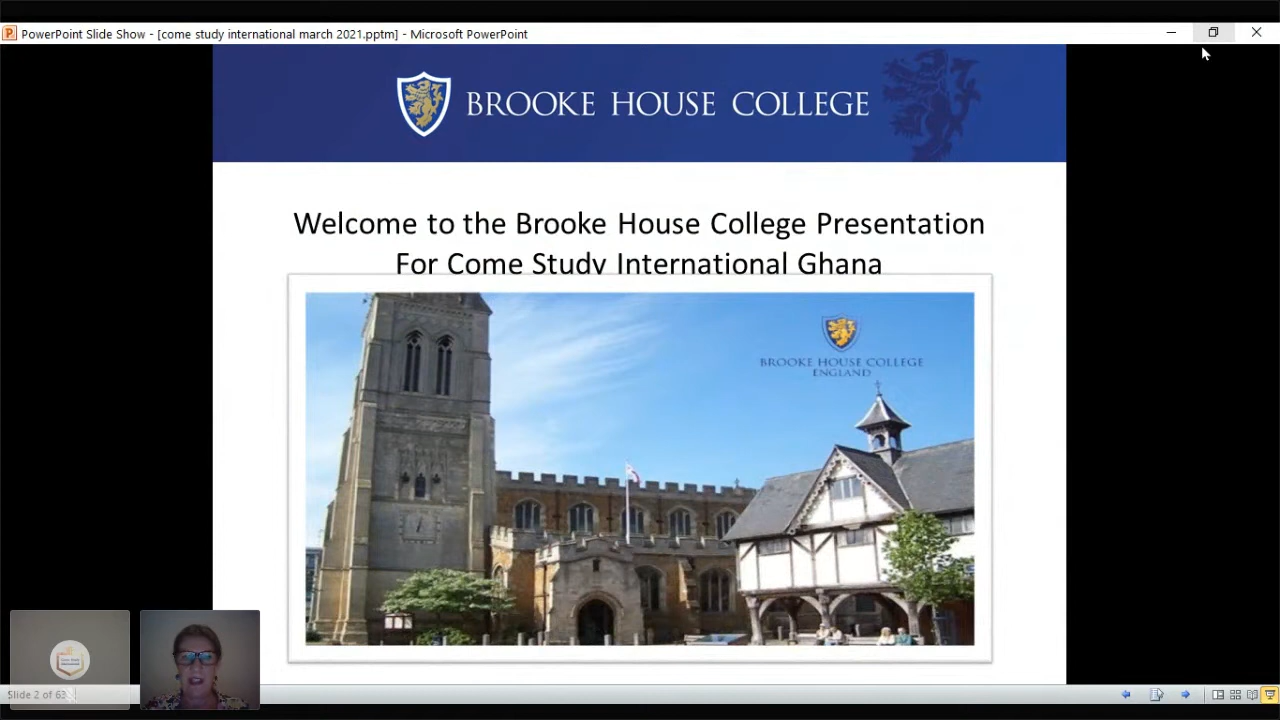 PowerPoint Slide Show - [come study international march 2021.pptm] - Microsoft PowerPoint
BROOKE HOUSE COLLEGE
Welcome to the Brooke House College Presentation
For Come Study International Ghana
BROOKE HOUSE COLLEGE
ENGLAND
Slide 2 of 63